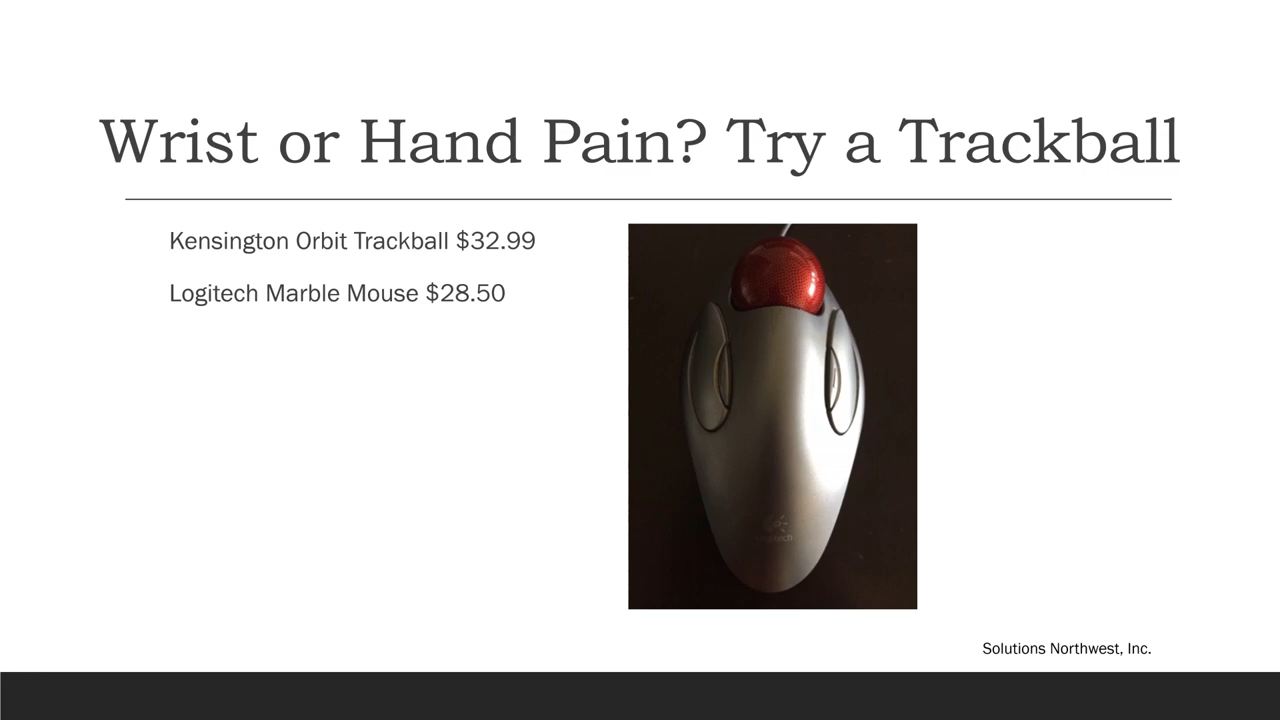 Wrist or Hand Pain? Try a Trackball
Kensington Orbit Trackball $32.99
Logitech Marble Mouse $28.50
Logitech
Solutions Northwest, Inc.